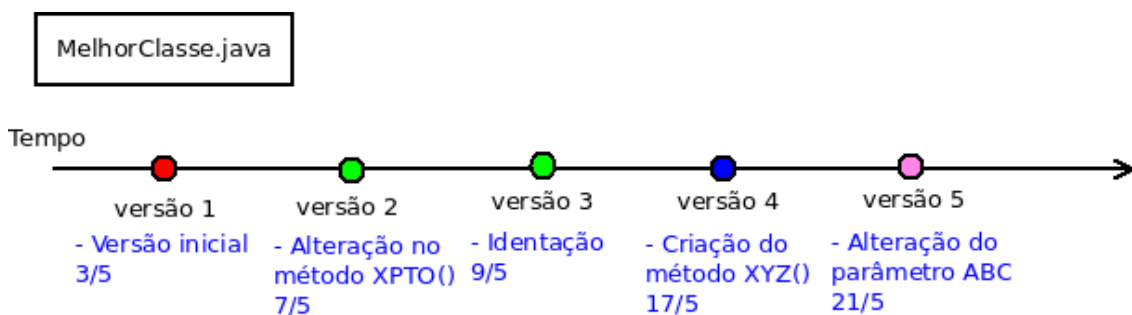 MelhorClasse.java
Tempo
versão 1
- Versão inicial
3/5
versão 2
- Alteração no
método XPTO()
7/5
versão 3
- Identação
9/5
versão 4
- Criação do
método XYZ()
17/5
versão 5
- Alteração do
parâmetro ABC
21/5